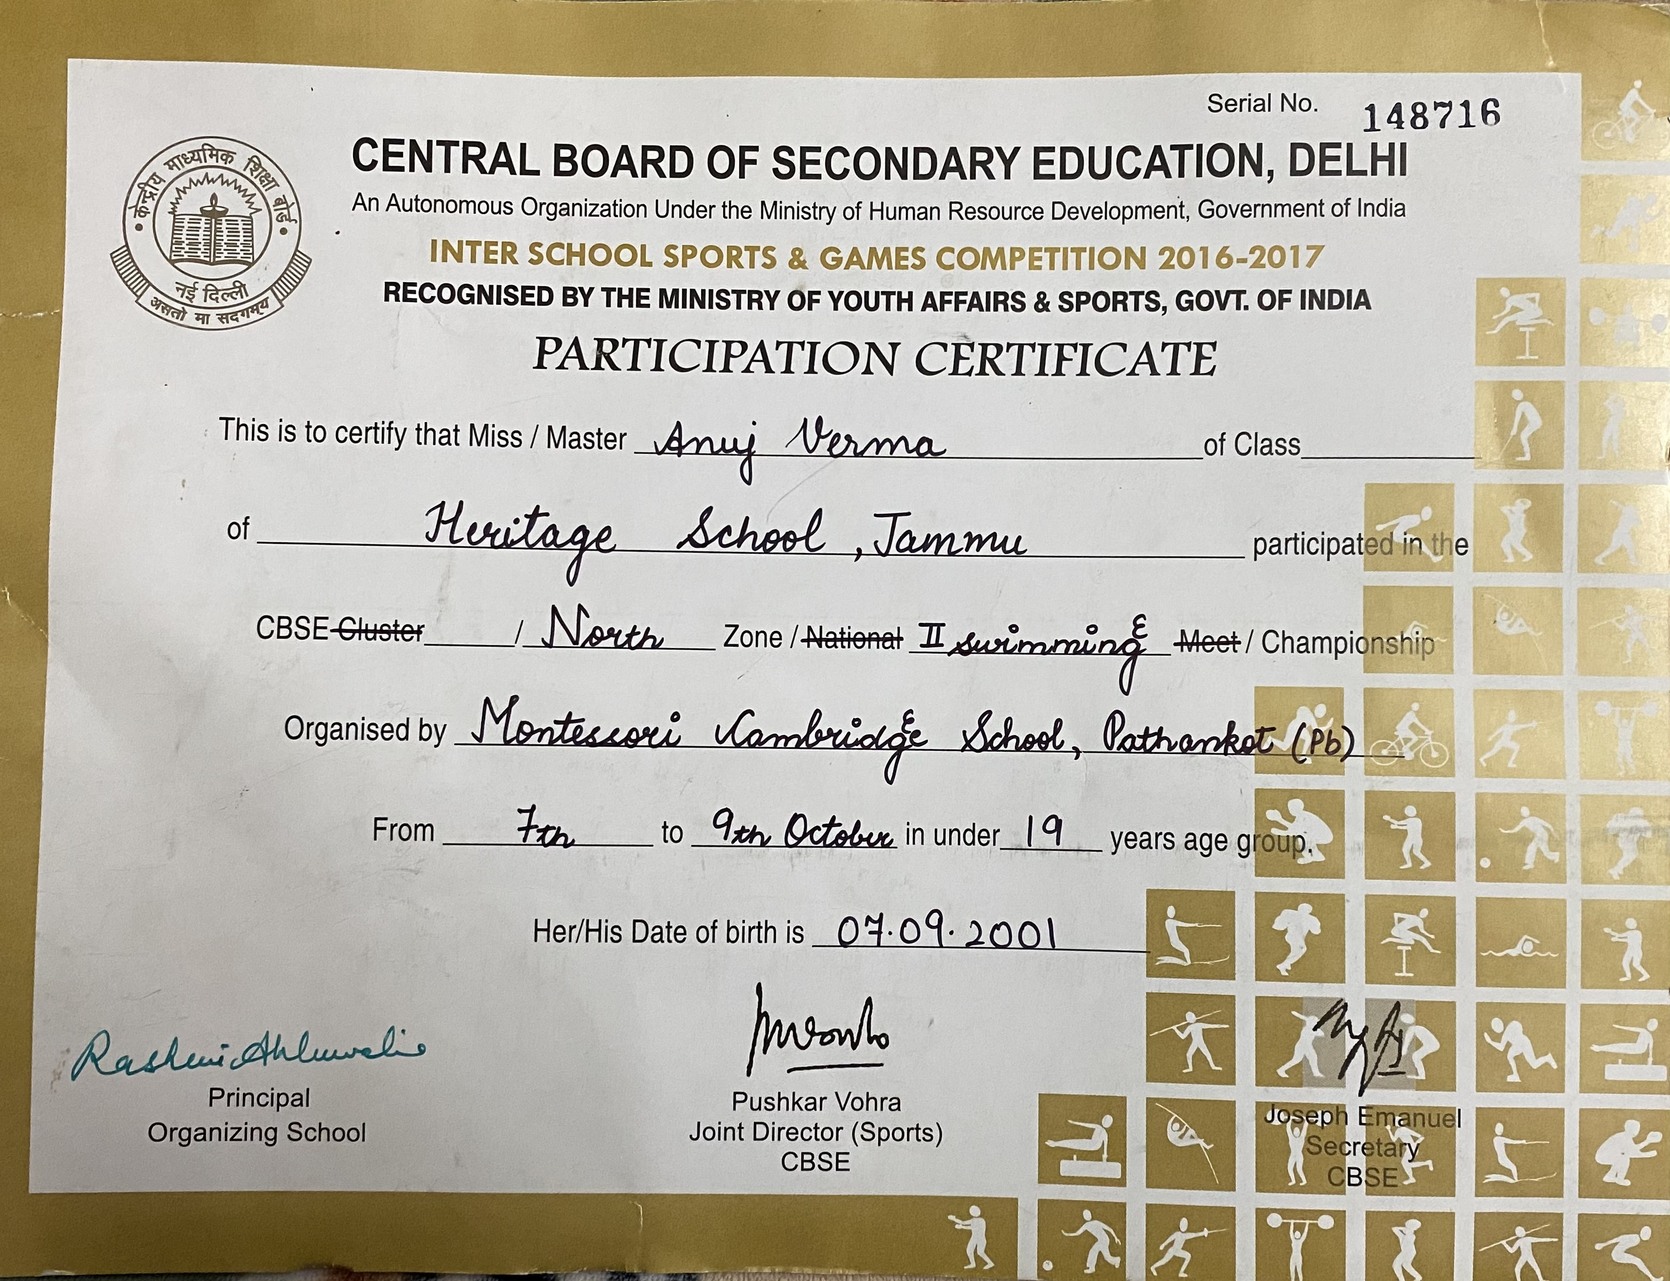 Serial No. 148716
केन्द्रीय माध्यमिक शिक्षा बोर्ड
नई दिल्ली
असतो मा सदगमय
CENTRAL BOARD OF SECONDARY EDUCATION, DELHI
An Autonomous Organization Under the Ministry of Human Resource Development, Government of India
INTER SCHOOL SPORTS & GAMES COMPETITION 2016-2017
RECOGNISED BY THE MINISTRY OF YOUTH AFFAIRS & SPORTS, GOVT. OF INDIA
PARTICIPATION CERTIFICATE
This is to certify that Miss / Master Anuj Verma of Class
of Heritage School, Jammu participated in the
CBSE Cluster / North Zone / National II swimming Meet / Championship
Organised by Montessori Cambridge School, Pathankot (Pb)
From 7th to 9th October in under 19 years age group.
Her/His Date of birth is 07.09.2001
Rashmi Ahluwalia
Principal
Organizing School
Pushkar Vohra
Joint Director (Sports)
CBSE
Joseph Emanuel
Secretary
CBSE